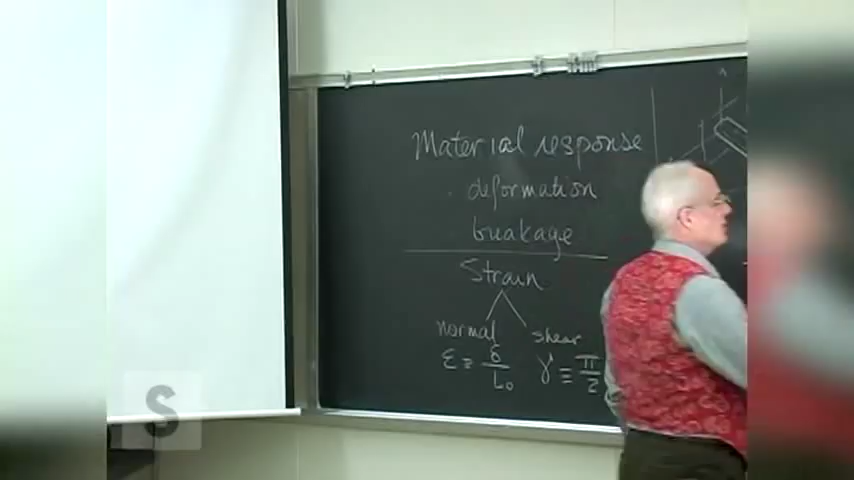 Material response
deformation
breakage
Strain
normal shear
ε = δ/L₀ γ ≡ π/2
S